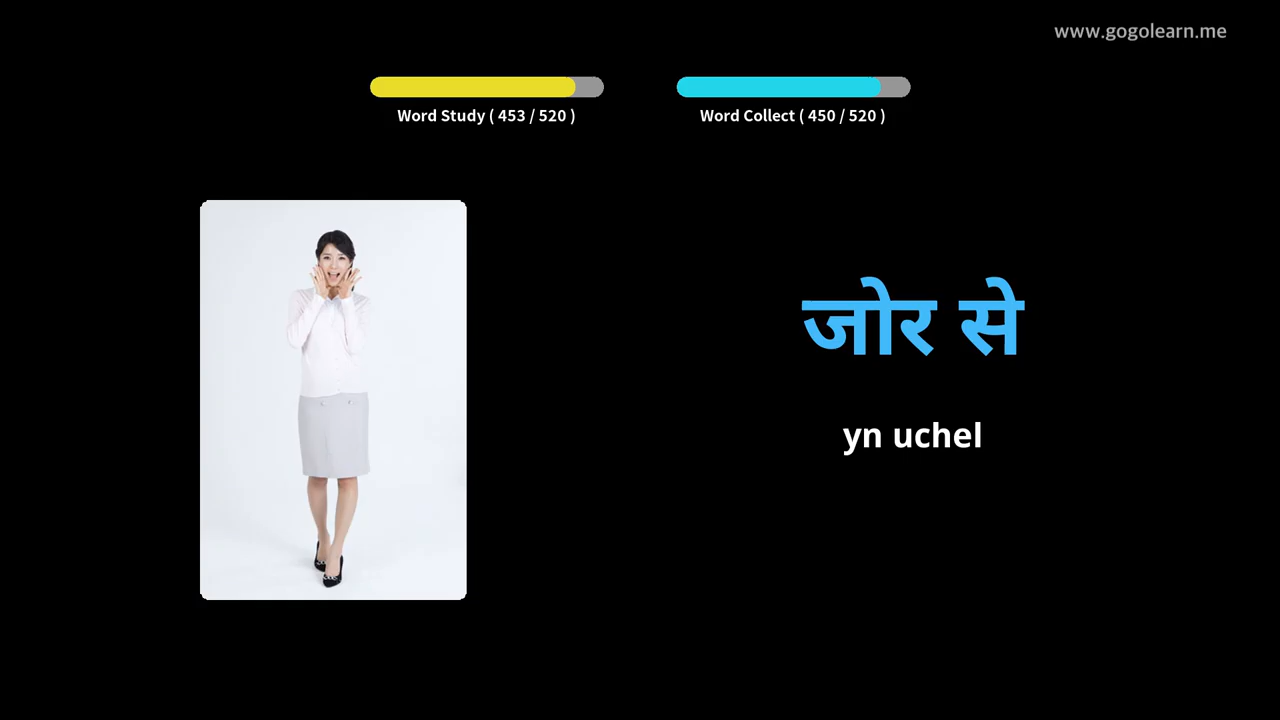 www.gogolearn.me
Word Study ( 453 / 520 )
Word Collect ( 450 / 520 )
जोर से
yn uchel